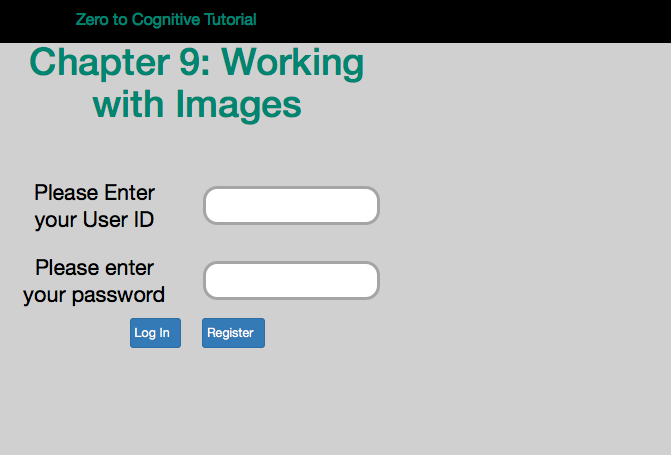 Zero to Cognitive Tutorial
Chapter 9: Working
with Images
Please Enter
your User ID
Please enter
your password
Log In
Register